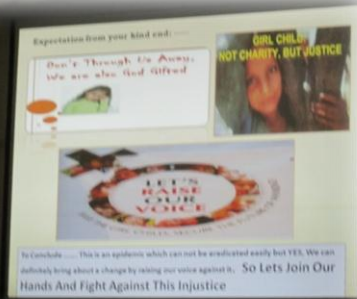 Expectation from your kind end: ......
Don't Through Us Away,
We are also God Gifted
GIRL CHILD:
NOT CHARITY, BUT JUSTICE
LET'S
RAISE
OUR
VOICE
To Conclude ...... This is an epidemic which can not be eradicated easily but YES, We can
definitely bring about a change by raising our voice against it. So Lets Join Our
Hands And Fight Against This Injustice